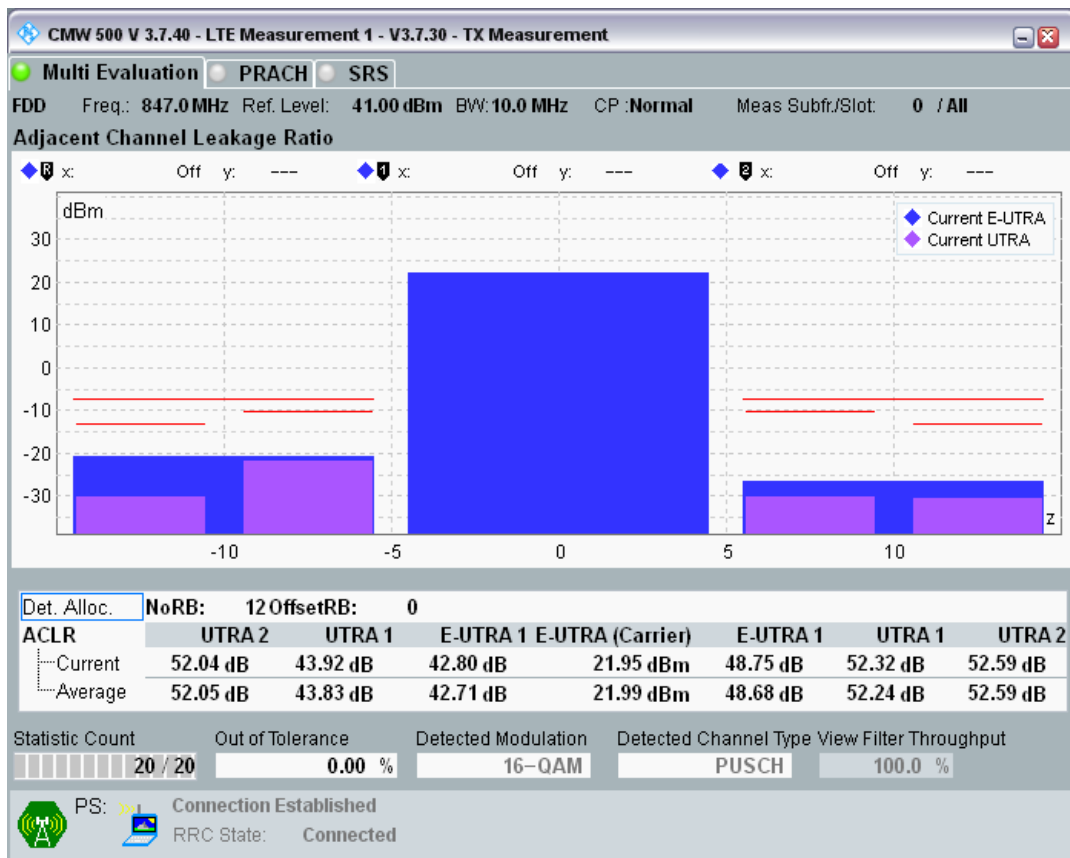 CMW 500 V 3.7.40 - LTE Measurement 1 - V3.7.30 - TX Measurement
Multi Evaluation PRACH SRS
FDD Freq.: 847.0 MHz Ref. Level: 41.00 dBm BW: 10.0 MHz CP :Normal Meas Subfr./Slot: 0 / All
Adjacent Channel Leakage Ratio
R x: Off y: --- 1 x: Off y: --- 2 x: Off y: ---
dBm
Current E-UTRA
Current UTRA
30
20
10
0
-10
-20
-30
z
-10 -5 0 5 10
Det. Alloc. NoRB: 12 OffsetRB: 0
ACLR UTRA 2 UTRA 1 E-UTRA 1 E-UTRA (Carrier) E-UTRA 1 UTRA 1 UTRA 2
Current 52.04 dB 43.92 dB 42.80 dB 21.95 dBm 48.75 dB 52.32 dB 52.59 dB
Average 52.05 dB 43.83 dB 42.71 dB 21.99 dBm 48.68 dB 52.24 dB 52.59 dB
Statistic Count Out of Tolerance Detected Modulation Detected Channel Type View Filter Throughput
20 / 20 0.00 % 16-QAM PUSCH 100.0 %
PS: Connection Established
RRC State: Connected